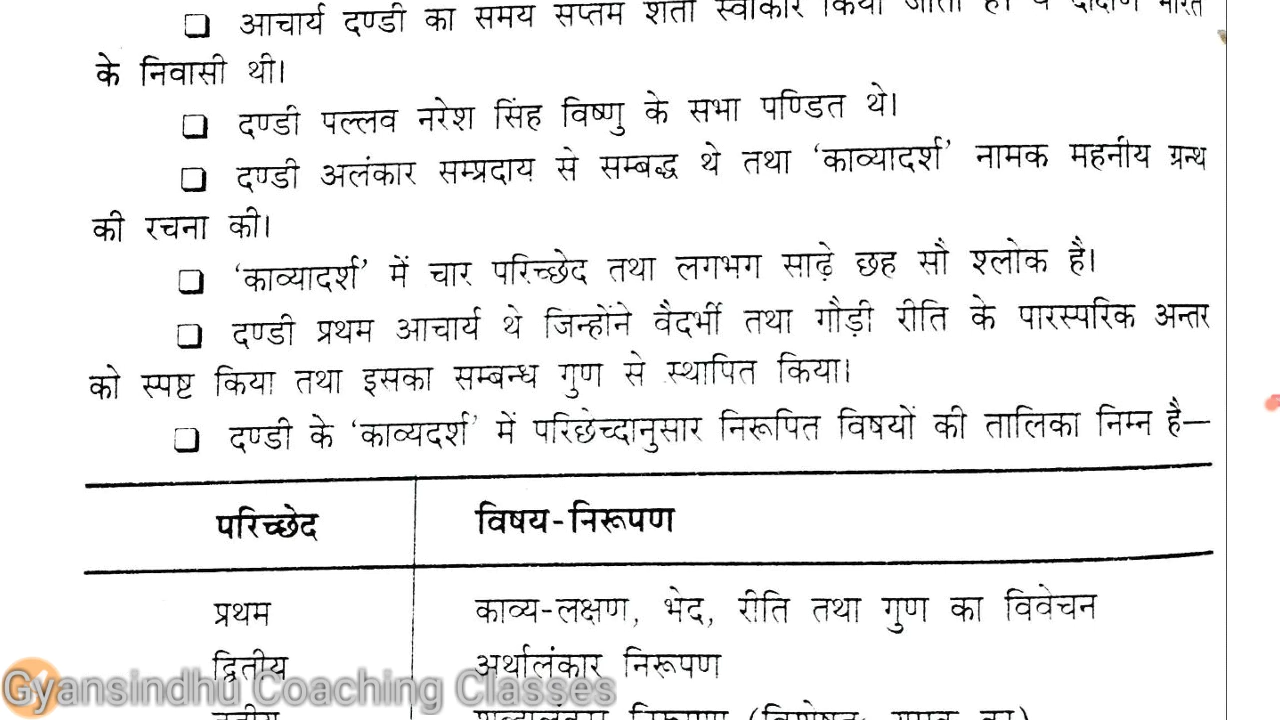 ❑ आचार्य दण्डी का समय सप्तम शती स्वीकार किया जाता है। ये दक्षिण भारत
के निवासी थी।
❑ दण्डी पल्लव नरेश सिंह विष्णु के सभा पण्डित थे।
❑ दण्डी अलंकार सम्प्रदाय से सम्बद्ध थे तथा ‘काव्यादर्श’ नामक महनीय ग्रन्थ
की रचना की।
❑ ‘काव्यादर्श’ में चार परिच्छेद तथा लगभग साढ़े छह सौ श्लोक है।
❑ दण्डी प्रथम आचार्य थे जिन्होंने वैदर्भी तथा गौड़ी रीति के पारस्परिक अन्तर
को स्पष्ट किया तथा इसका सम्बन्ध गुण से स्थापित किया।
❑ दण्डी के ‘काव्यदर्श’ में परिछेच्दानुसार निरूपित विषयों की तालिका निम्न है—
परिच्छेद विषय-निरूपण
प्रथम काव्य-लक्षण, भेद, रीति तथा गुण का विवेचन
द्वितीय अर्थालंकार निरूपण
Gyansindhu Coaching Classes